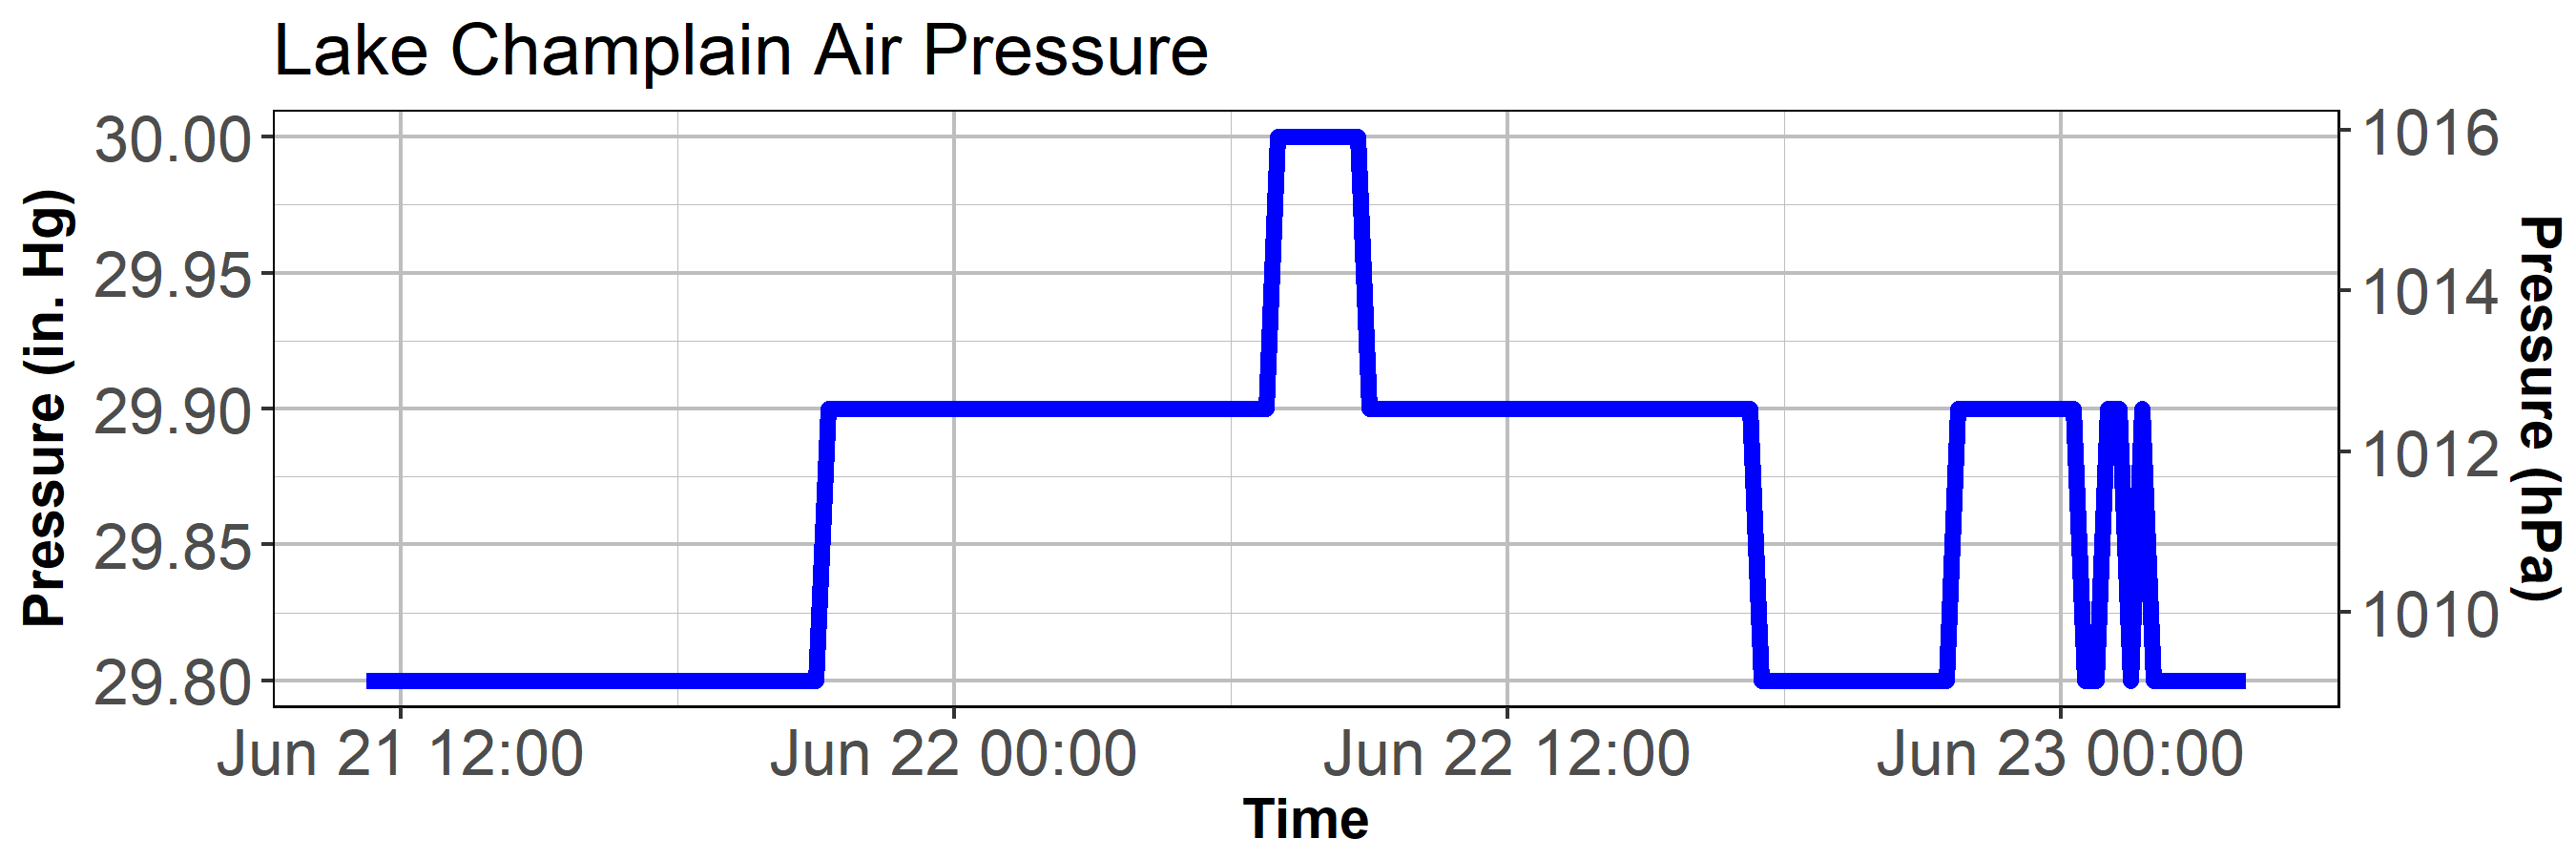 Lake Champlain Air Pressure
30.00
29.95
29.90
29.85
29.80
Pressure (in. Hg)
1016
1014
1012
1010
Pressure (hPa)
Jun 21 12:00
Jun 22 00:00
Jun 22 12:00
Jun 23 00:00
Time